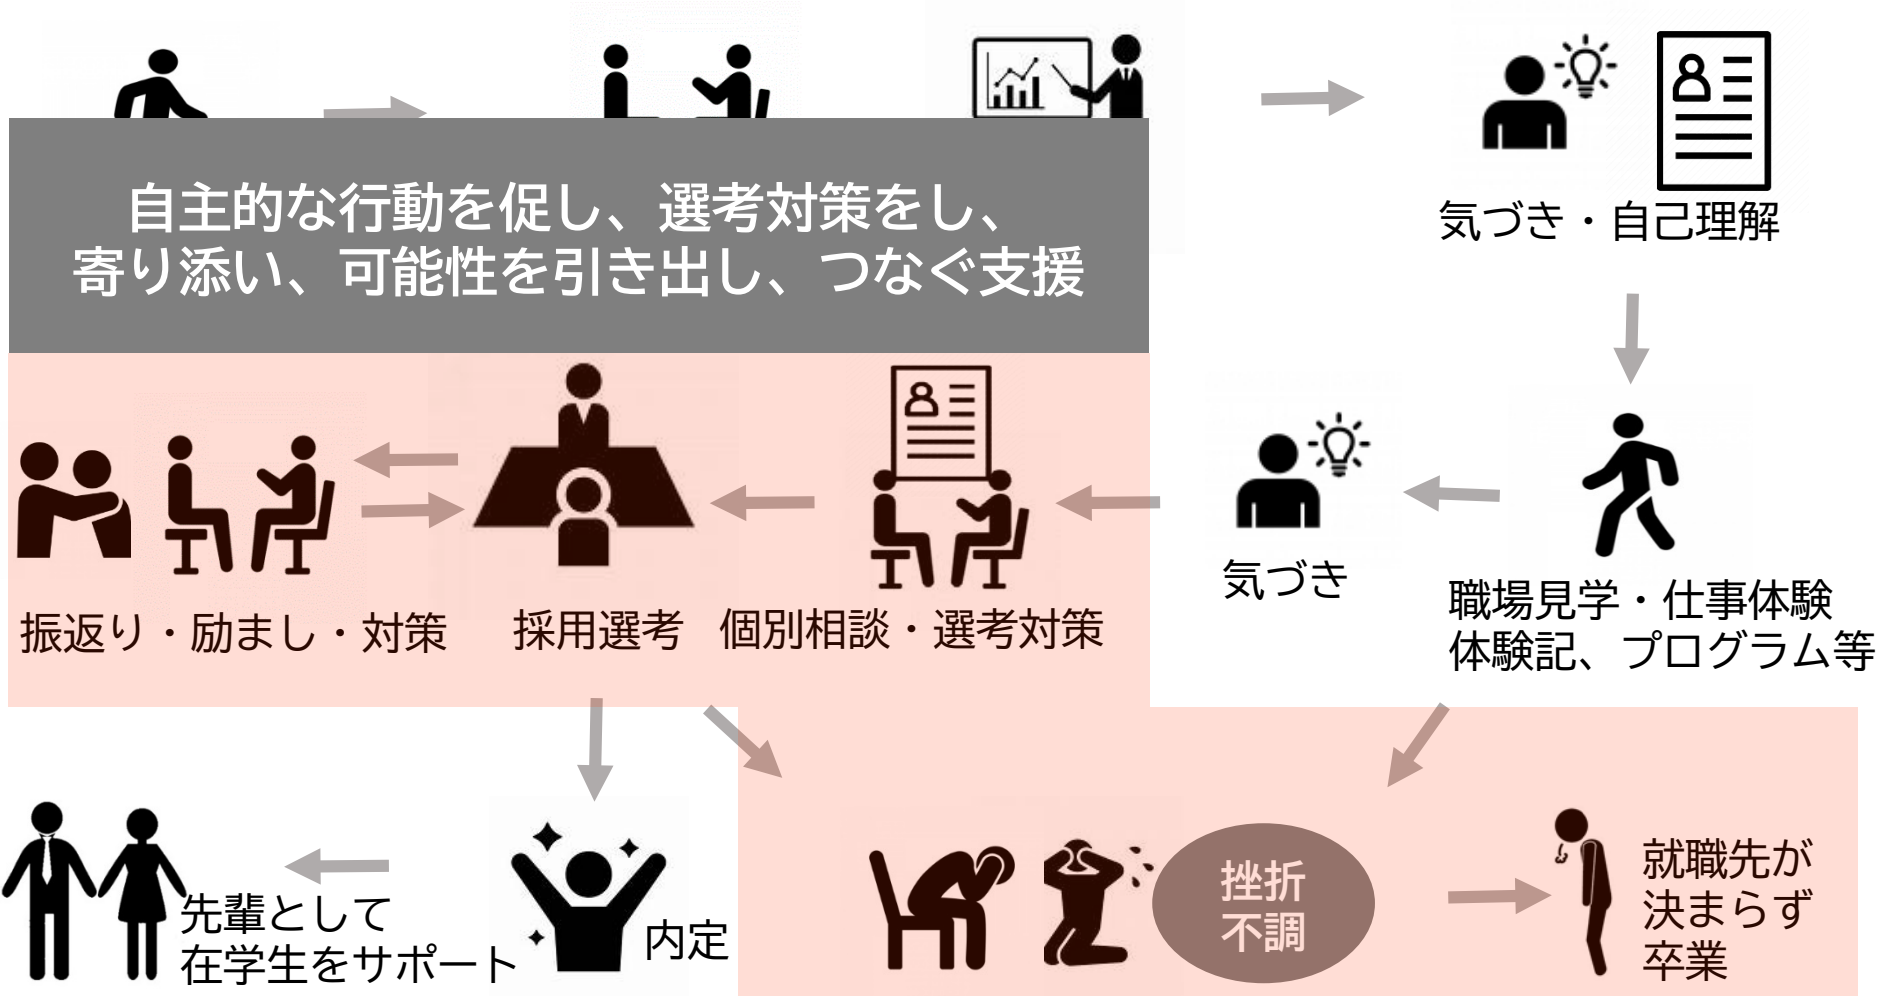 自主的な行動を促し、選考対策をし、
寄り添い、可能性を引き出し、つなぐ支援
気づき・自己理解
振返り・励まし・対策
採用選考
個別相談・選考対策
気づき
職場見学・仕事体験
体験記、プログラム等
先輩として
在学生をサポート
内定
挫折
不調
就職先が
決まらず
卒業